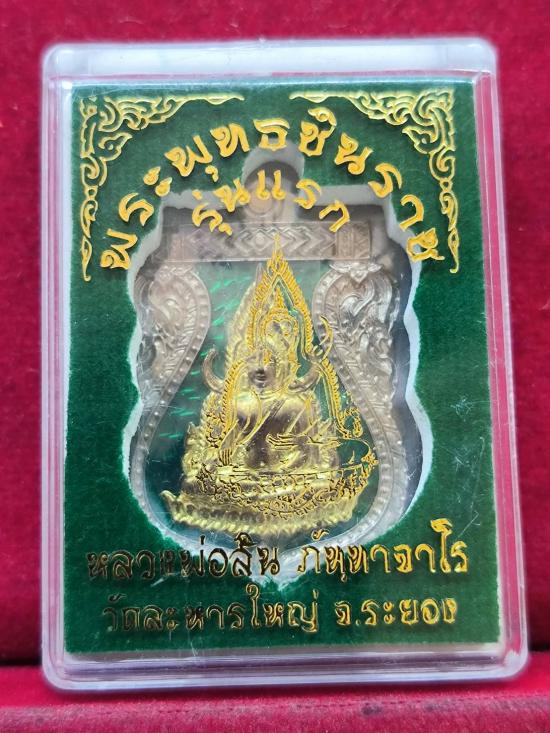 พระพุทธชินราช
รุ่นแรก
หลวงพ่อสิน ภัททาจาโร
วัดละหารใหญ่ จ.ระยอง